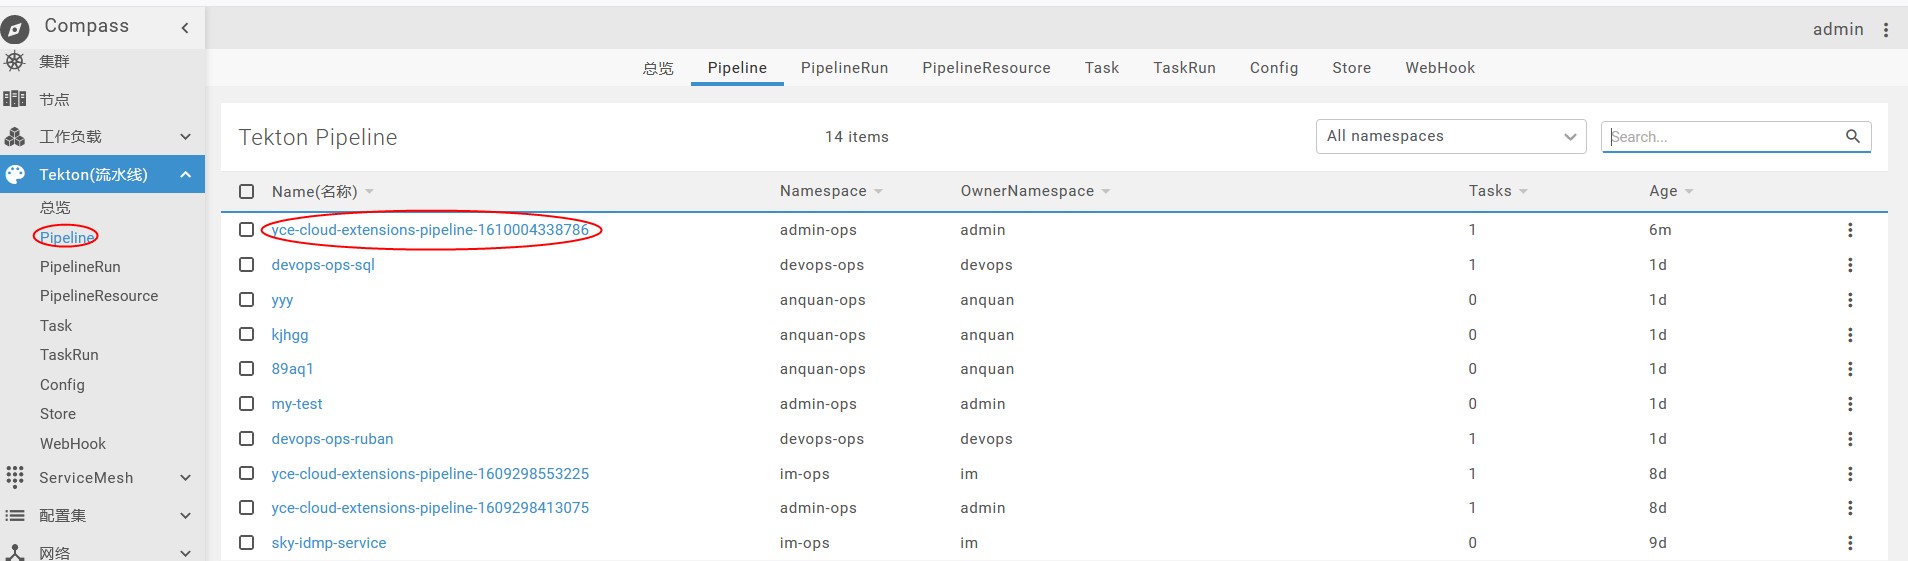 Compass
admin
集群
总览 Pipeline PipelineRun PipelineResource Task TaskRun Config Store WebHook
节点
工作负载
Tekton Pipeline 14 items All namespaces Search...
Tekton(流水线)
Name(名称) Namespace OwnerNamespace Tasks Age
总览
Pipeline
PipelineRun
PipelineResource
Task
TaskRun
Config
Store
WebHook
ServiceMesh
配置集
网络
yce-cloud-extensions-pipeline-1610004338786 admin-ops admin 1 6m
devops-ops-sql devops-ops devops 1 1d
yyy anquan-ops anquan 0 1d
kjhgg anquan-ops anquan 0 1d
89aq1 anquan-ops anquan 0 1d
my-test admin-ops admin 0 1d
devops-ops-ruban devops-ops devops 1 1d
yce-cloud-extensions-pipeline-1609298553225 im-ops im 1 8d
yce-cloud-extensions-pipeline-1609298413075 admin-ops admin 1 8d
sky-idmp-service im-ops im 0 9d